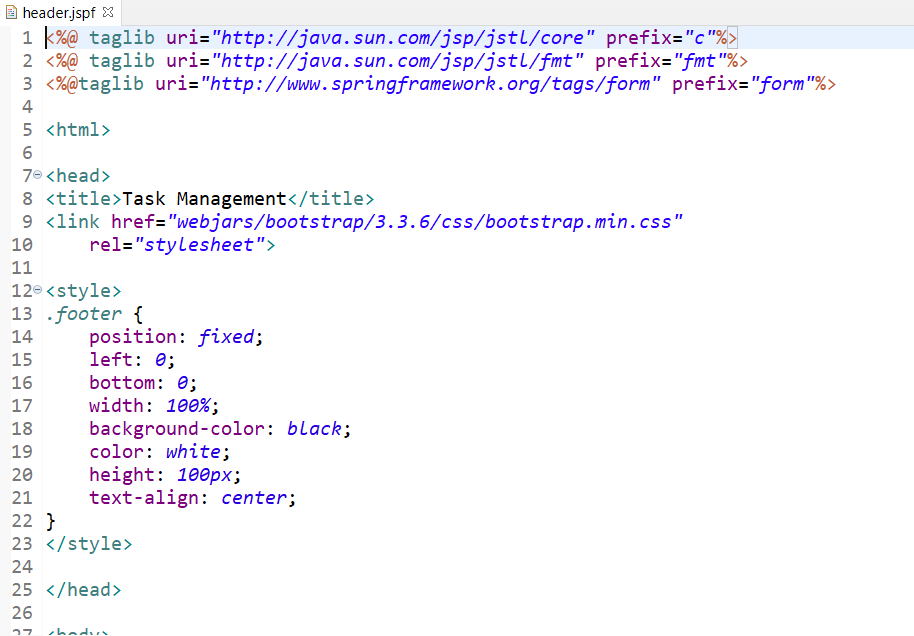 header.jspf
1 <%@ taglib uri="http://java.sun.com/jsp/jstl/core" prefix="c"%>
2 <%@ taglib uri="http://java.sun.com/jsp/jstl/fmt" prefix="fmt"%>
3 <%@taglib uri="http://www.springframework.org/tags/form" prefix="form"%>
4
5 <html>
6
7 <head>
8 <title>Task Management</title>
9 <link href="webjars/bootstrap/3.3.6/css/bootstrap.min.css"
10     rel="stylesheet">
11
12 <style>
13 .footer {
14     position: fixed;
15     left: 0;
16     bottom: 0;
17     width: 100%;
18     background-color: black;
19     color: white;
20     height: 100px;
21     text-align: center;
22 }
23 </style>
24
25 </head>
26
27 <body>